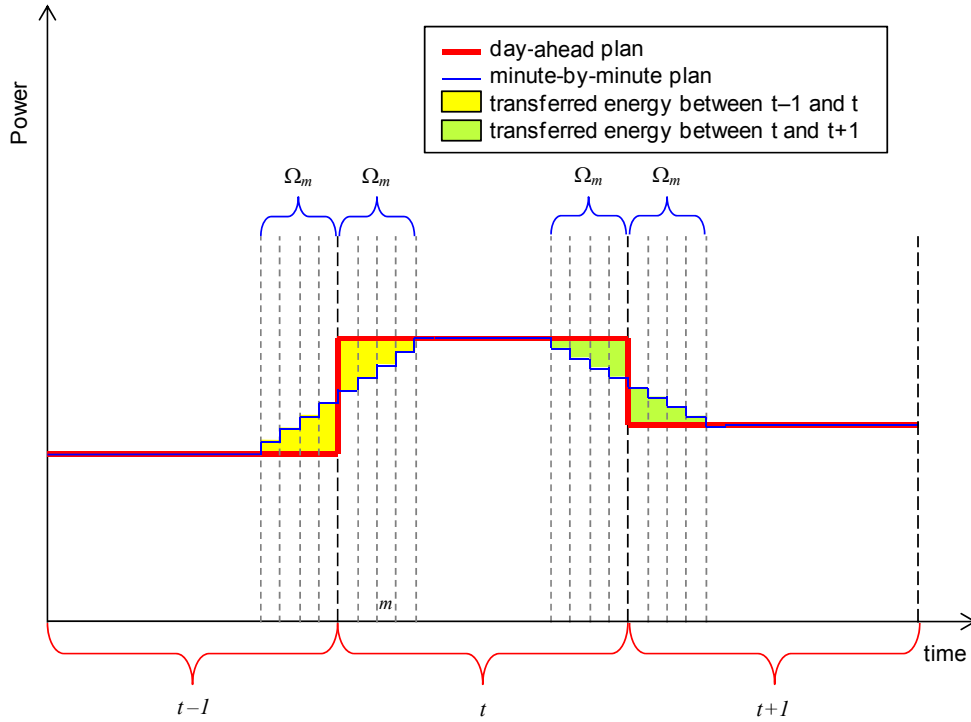 Power
day-ahead plan
minute-by-minute plan
transferred energy between t–1 and t
transferred energy between t and t+1
Ωm Ωm Ωm Ωm
m
time
t–1 t t+1